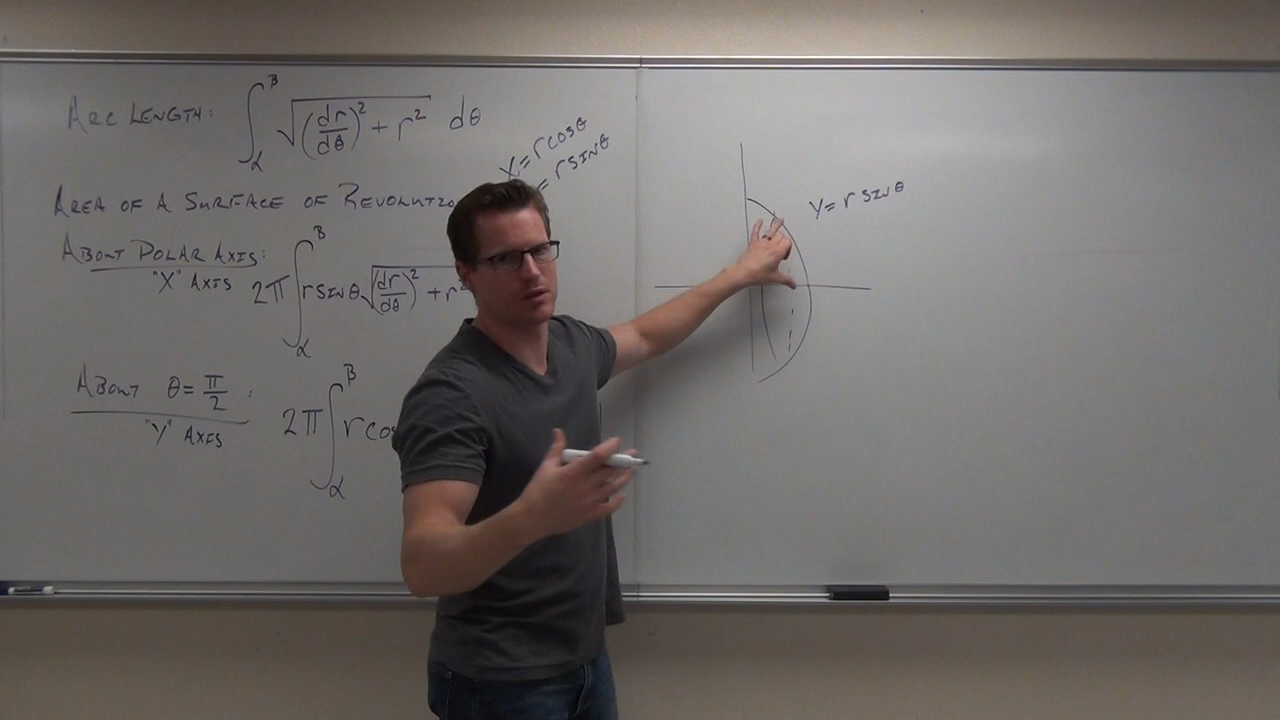 ARC LENGTH: ∫ α β √((dr/dθ)² + r²) dθ
X = r COSθ
= r SINθ
AREA OF A SURFACE OF REVOLUTIO
ABOUT POLAR AXIS:
"X" AXIS
2π ∫ α β r SINθ √((dr/dθ)² + r²
ABOUT θ = π/2 :
"Y" AXIS
2π ∫ α β r cos
Y = r SINθ